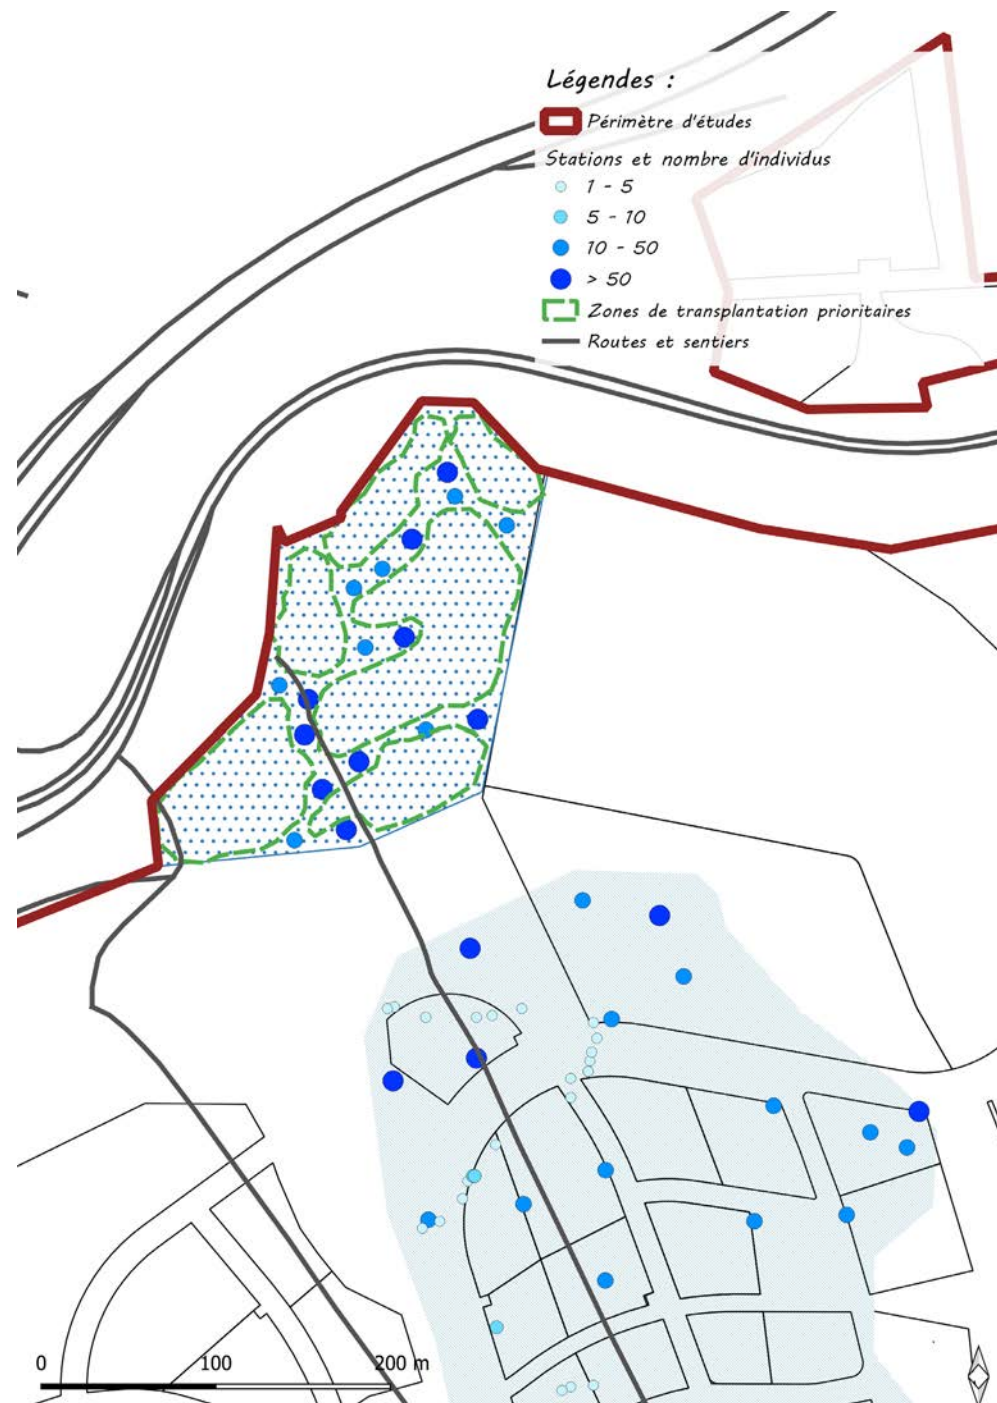 Légendes :
Périmètre d'études
Stations et nombre d'individus
1 - 5
5 - 10
10 - 50
> 50
Zones de transplantation prioritaires
Routes et sentiers
0 100 200 m